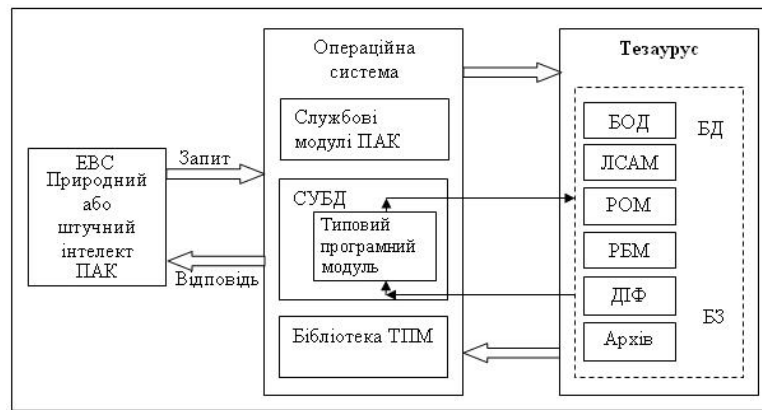 ЕВС
Природний
або
штучний
інтелект
ПАК
Запит
Відповідь
Операційна
система
Службові
модулі ПАК
СУБД
Типовий
програмний
модуль
Бібліотека ТПМ
Тезаурус
БОД
БД
ЛСАМ
РОМ
РБМ
ДІФ
БЗ
Архів